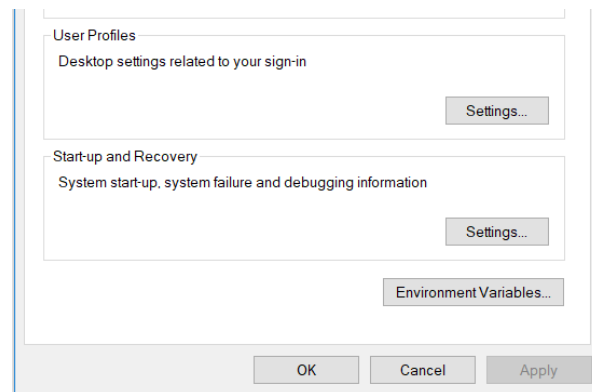 User Profiles
Desktop settings related to your sign-in
Settings...
Start-up and Recovery
System start-up, system failure and debugging information
Settings...
Environment Variables...
OK Cancel Apply